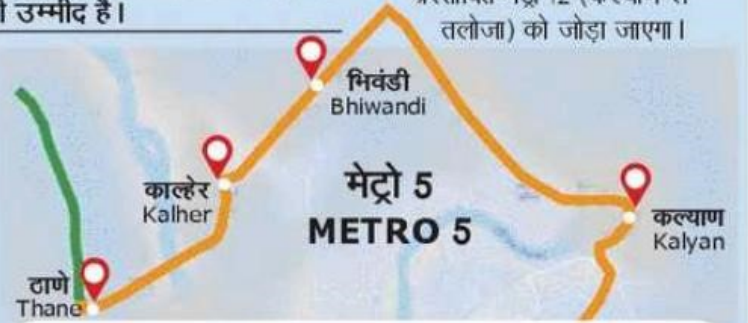 उम्मीद है।
तलोजा) को जोड़ा जाएगा।
भिवंडी
Bhiwandi
काल्हेर
Kalher
मेट्रो 5
METRO 5
कल्याण
Kalyan
ठाणे
Thane